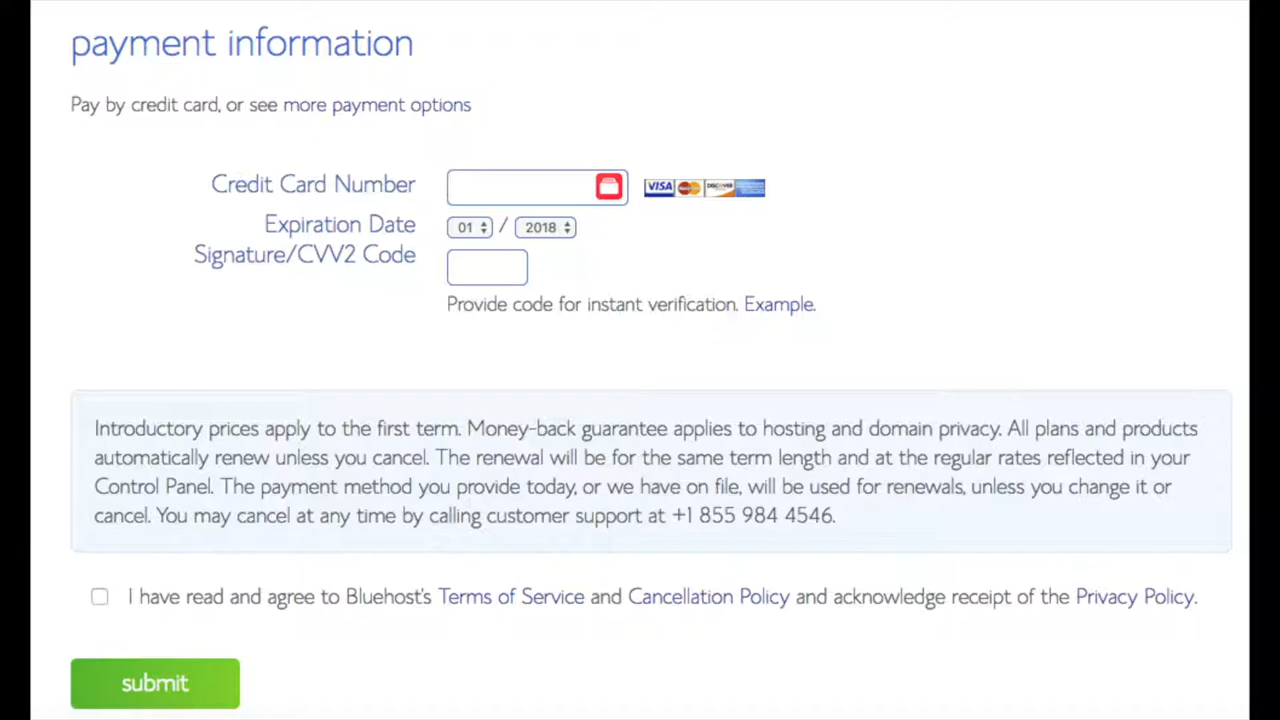 payment information
Pay by credit card, or see more payment options
Credit Card Number
VISA
DISCOVER
Expiration Date 01 / 2018
Signature/CVV2 Code
Provide code for instant verification. Example.
Introductory prices apply to the first term. Money-back guarantee applies to hosting and domain privacy. All plans and products
automatically renew unless you cancel. The renewal will be for the same term length and at the regular rates reflected in your
Control Panel. The payment method you provide today, or we have on file, will be used for renewals, unless you change it or
cancel. You may cancel at any time by calling customer support at +1 855 984 4546.
I have read and agree to Bluehost's Terms of Service and Cancellation Policy and acknowledge receipt of the Privacy Policy.
submit